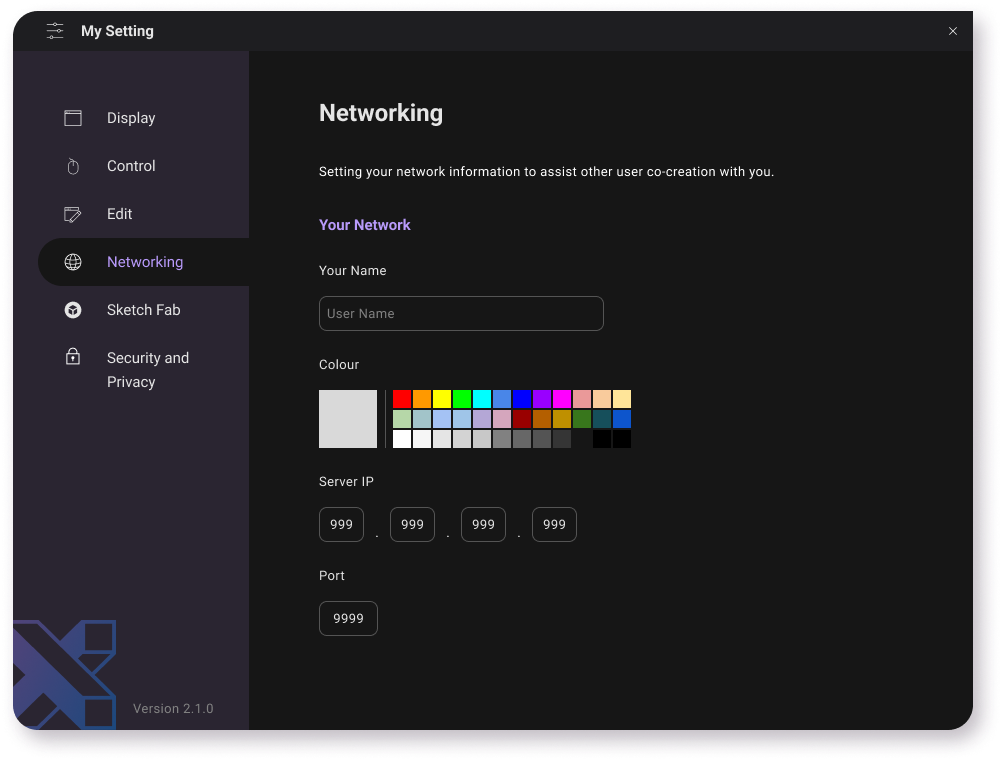 My Setting
Display
Control
Edit
Networking
Sketch Fab
Security and
Privacy
Version 2.1.0
Networking
Setting your network information to assist other user co-creation with you.
Your Network
Your Name
User Name
Colour
Server IP
999 . 999 . 999 . 999
Port
9999